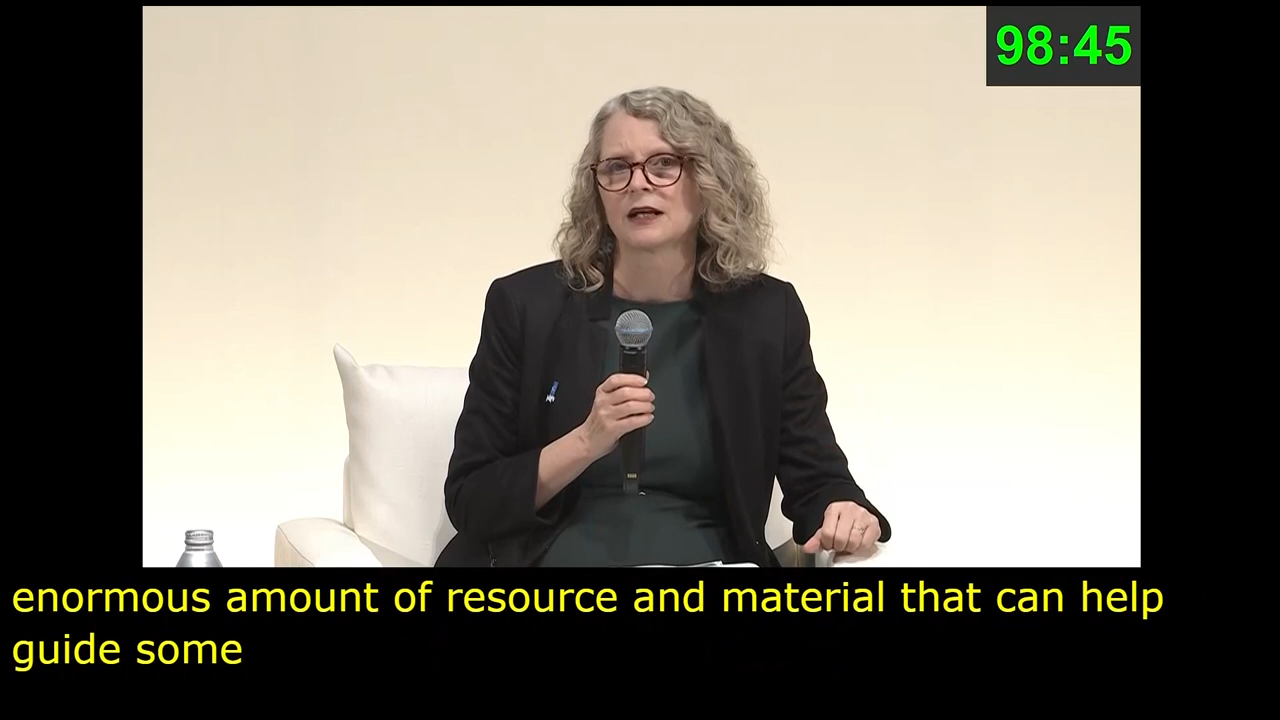 98:45
enormous amount of resource and material that can help
guide some